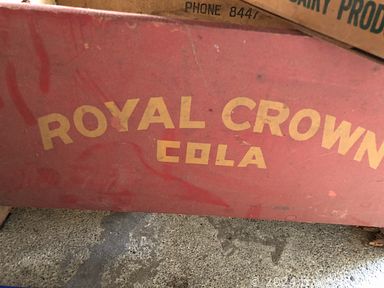 PHONE 8447
DAIRY PROD
ROYAL CROWN
COLA